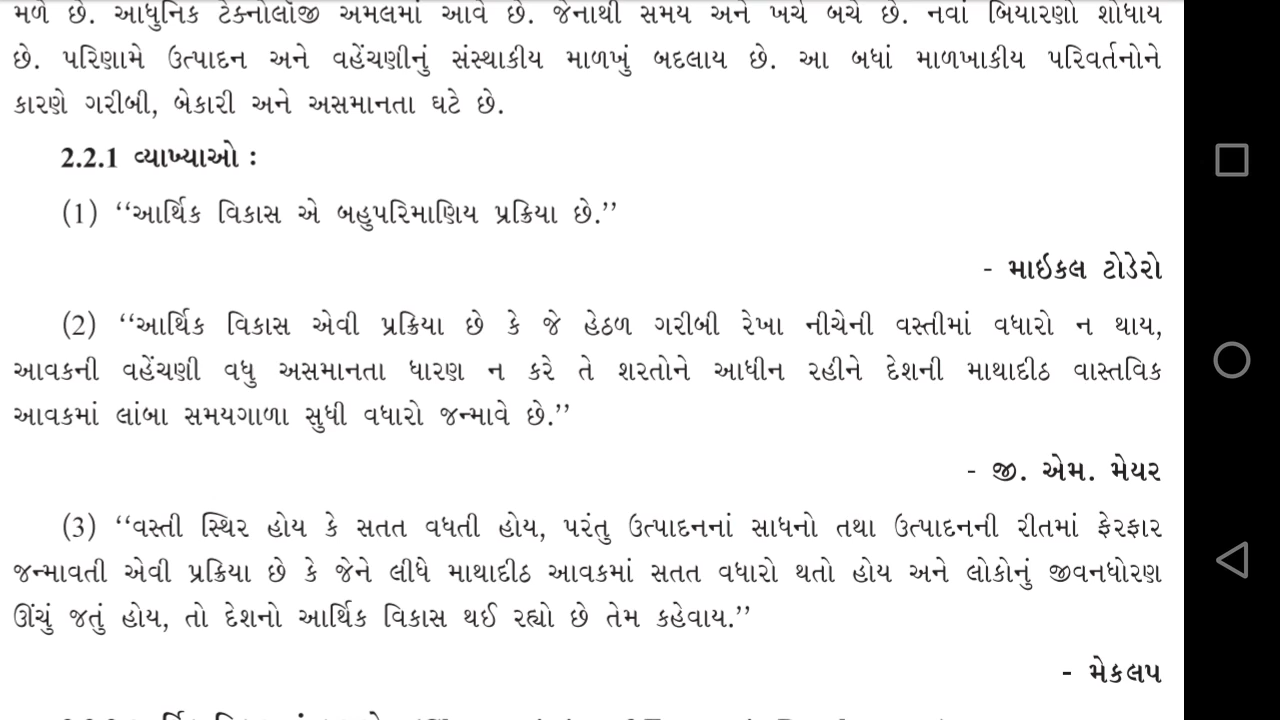 મળે છે. આધુનિક ટેક્નોલૉજી અમલમાં આવે છે. જેનાથી સમય અને ખર્ચ બચે છે. નવાં બિયારણો શોધાય
છે. પરિણામે ઉત્પાદન અને વહેંચણીનું સંસ્થાકીય માળખું બદલાય છે. આ બધાં માળખાકીય પરિવર્તનોને
કારણે ગરીબી, બેકારી અને અસમાનતા ઘટે છે.
2.2.1 વ્યાખ્યાઓ :
(1) ‘‘આર્થિક વિકાસ એ બહુપરિમાણિય પ્રક્રિયા છે.’’
- માઇકલ ટોડેરો
(2) ‘‘આર્થિક વિકાસ એવી પ્રક્રિયા છે કે જે હેઠળ ગરીબી રેખા નીચેની વસ્તીમાં વધારો ન થાય,
આવકની વહેંચણી વધુ અસમાનતા ધારણ ન કરે તે શરતોને આધીન રહીને દેશની માથાદીઠ વાસ્તવિક
આવકમાં લાંબા સમયગાળા સુધી વધારો જન્માવે છે.’’
- જી. એમ. મેયર
(3) ‘‘વસ્તી સ્થિર હોય કે સતત વધતી હોય, પરંતુ ઉત્પાદનનાં સાધનો તથા ઉત્પાદનની રીતમાં ફેરફાર
જન્માવતી એવી પ્રક્રિયા છે કે જેને લીધે માથાદીઠ આવકમાં સતત વધારો થતો હોય અને લોકોનું જીવનધોરણ
ઊંચું જતું હોય, તો દેશનો આર્થિક વિકાસ થઈ રહ્યો છે તેમ કહેવાય.’’
- મેકલપ